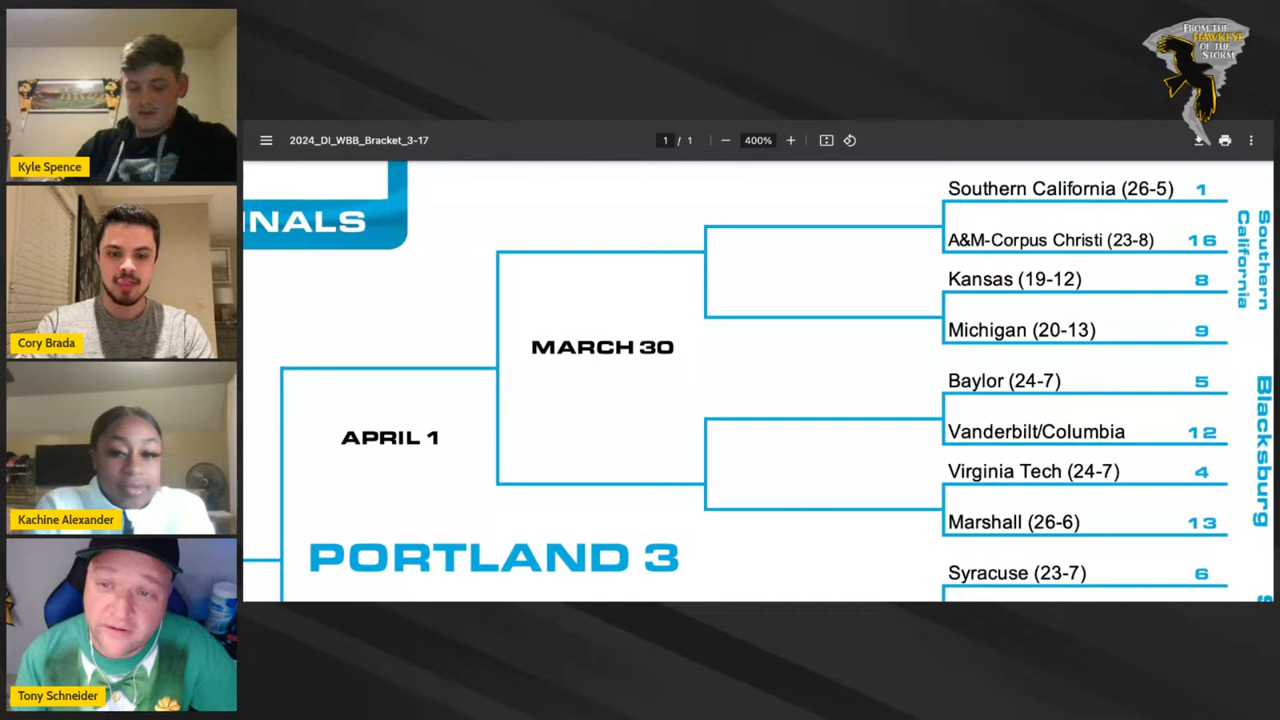 FROM THE
HAWKEYE
OF THE
STORM
2024_DI_WBB_Bracket_3-17
1 / 1
400%
Kyle Spence
Cory Brada
Kachine Alexander
Tony Schneider
INALS
MARCH 30
APRIL 1
PORTLAND 3
Southern California (26-5) 1
A&M-Corpus Christi (23-8) 16
Kansas (19-12) 8
Michigan (20-13) 9
Baylor (24-7) 5
Vanderbilt/Columbia 12
Virginia Tech (24-7) 4
Marshall (26-6) 13
Syracuse (23-7) 6
Southern
California
Blacksburg